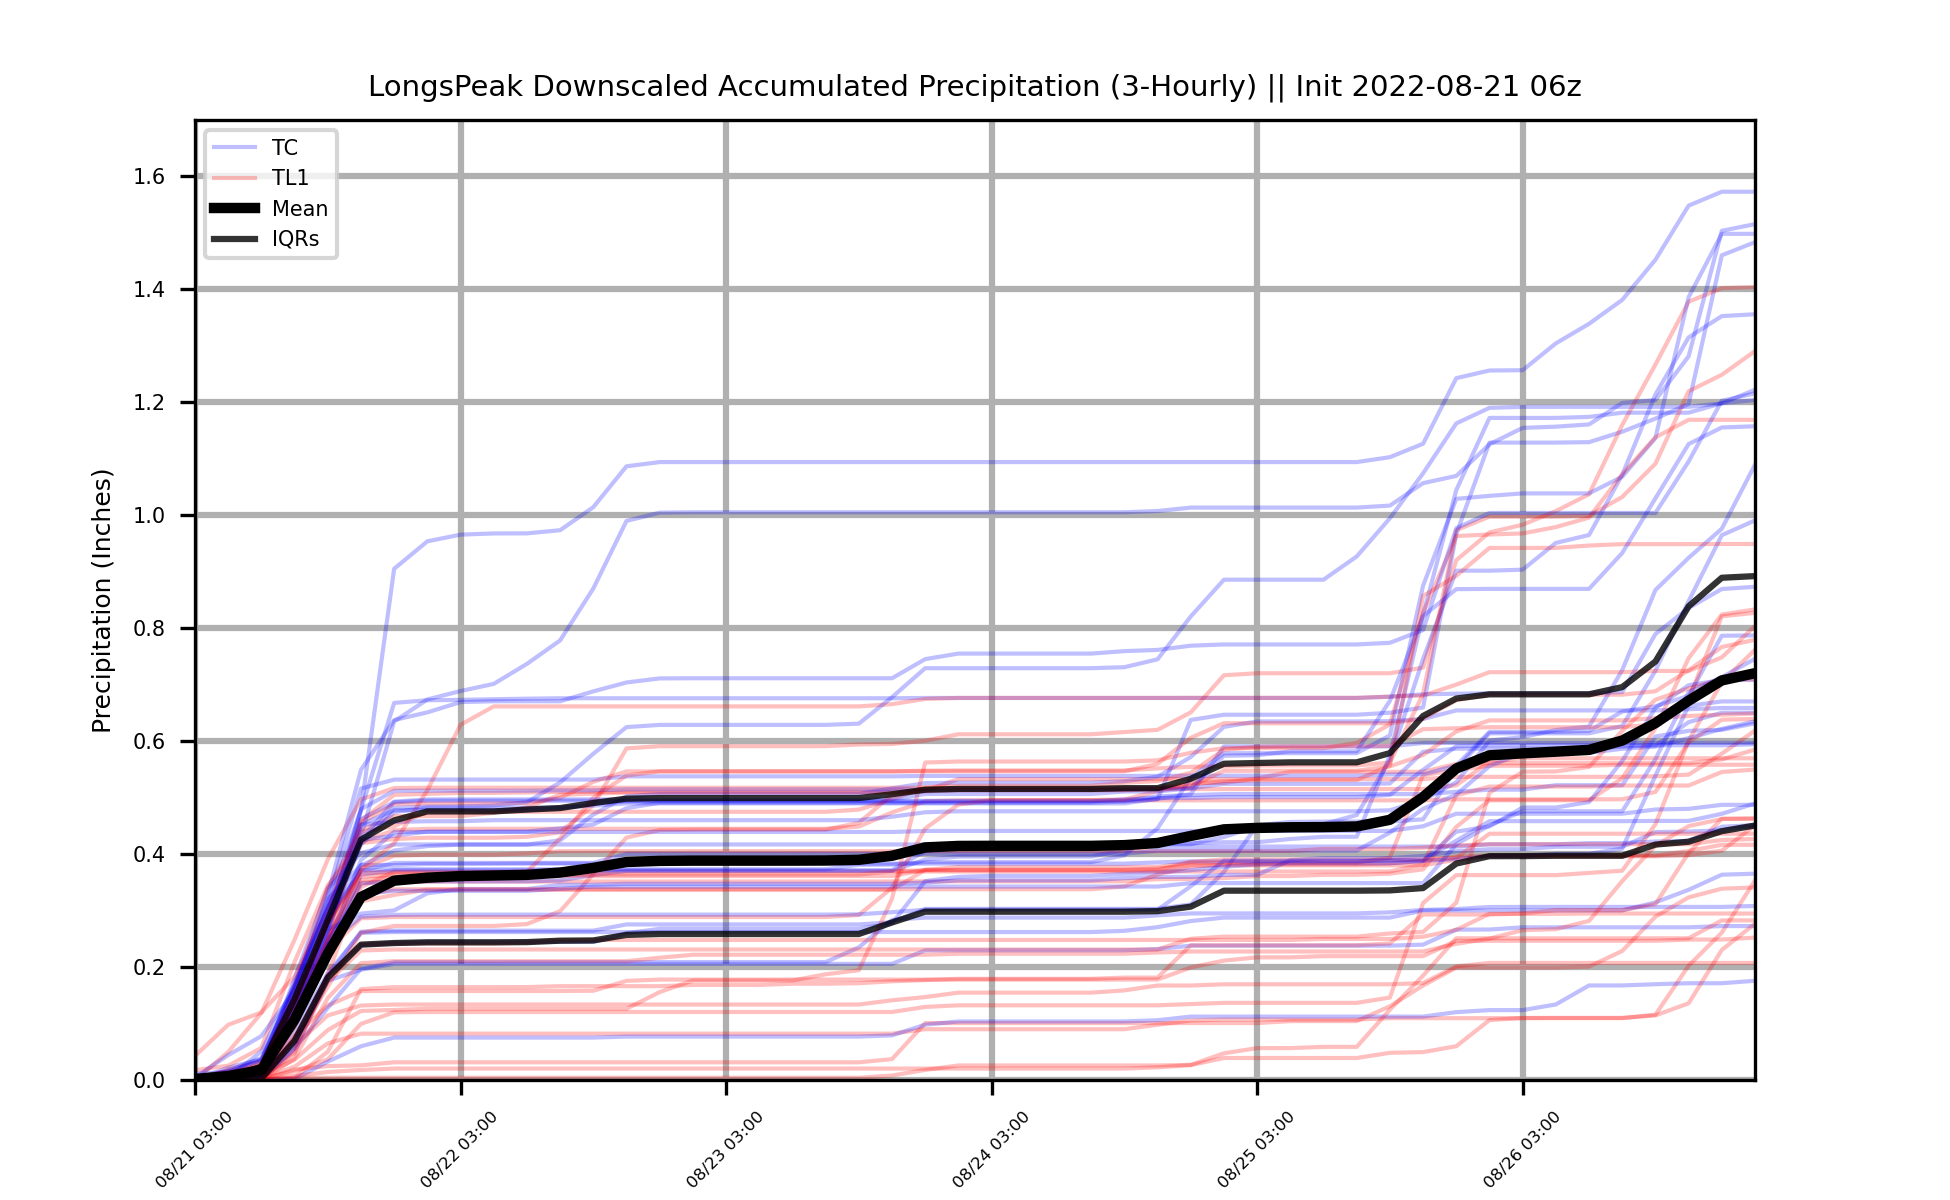 LongsPeak Downscaled Accumulated Precipitation (3-Hourly) || Init 2022-08-21 06z
TC
TL1
Mean
IQRs
Precipitation (Inches)
1.6
1.4
1.2
1.0
0.8
0.6
0.4
0.2
0.0
08/21 03:00
08/22 03:00
08/23 03:00
08/24 03:00
08/25 03:00
08/26 03:00